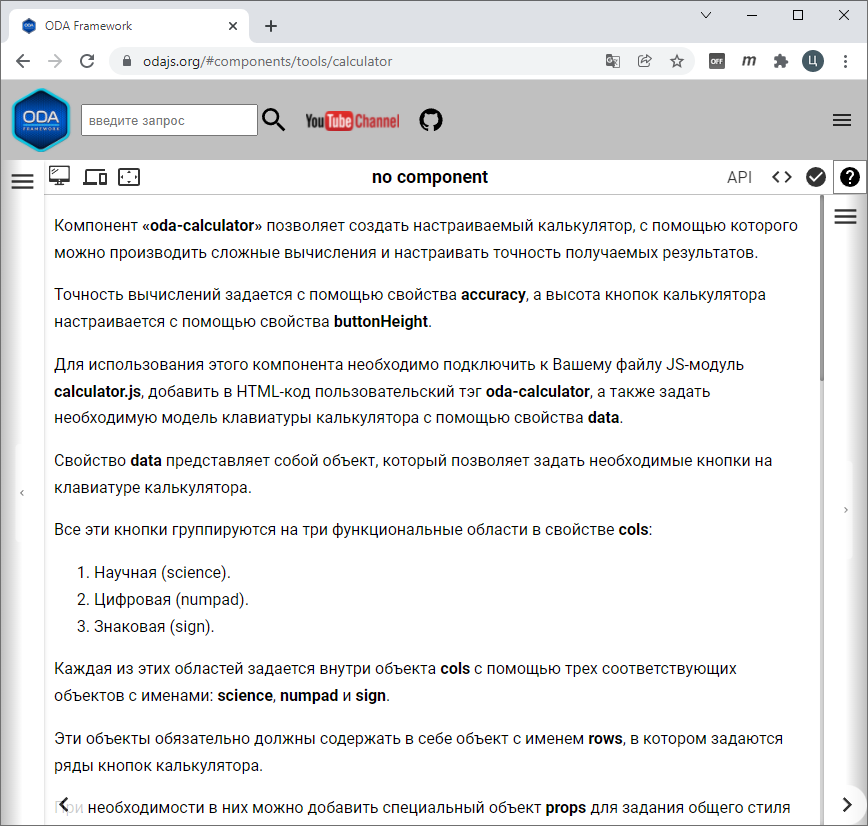 ODA Framework
odajs.org/#components/tools/calculator
OFF
m
Ц
ODA
FRAMEWORK
введите запрос
YouTube Channel
no component
API
Компонент «oda-calculator» позволяет создать настраиваемый калькулятор, с помощью которого
можно производить сложные вычисления и настраивать точность получаемых результатов.
Точность вычислений задается с помощью свойства accuracy, а высота кнопок калькулятора
настраивается с помощью свойства buttonHeight.
Для использования этого компонента необходимо подключить к Вашему файлу JS-модуль
calculator.js, добавить в HTML-код пользовательский тэг oda-calculator, а также задать
необходимую модель клавиатуры калькулятора с помощью свойства data.
Свойство data представляет собой объект, который позволяет задать необходимые кнопки на
клавиатуре калькулятора.
Все эти кнопки группируются на три функциональные области в свойстве cols:
1. Научная (science).
2. Цифровая (numpad).
3. Знаковая (sign).
Каждая из этих областей задается внутри объекта cols с помощью трех соответствующих
объектов с именами: science, numpad и sign.
Эти объекты обязательно должны содержать в себе объект с именем rows, в котором задаются
ряды кнопок калькулятора.
При необходимости в них можно добавить специальный объект props для задания общего стиля